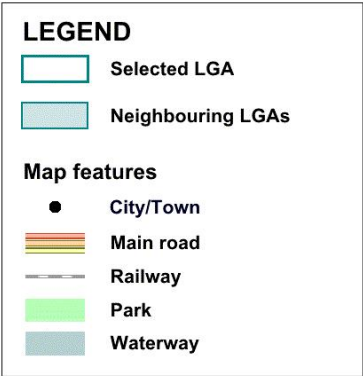 LEGEND
Selected LGA
Neighbouring LGAs
Map features
City/Town
Main road
Railway
Park
Waterway